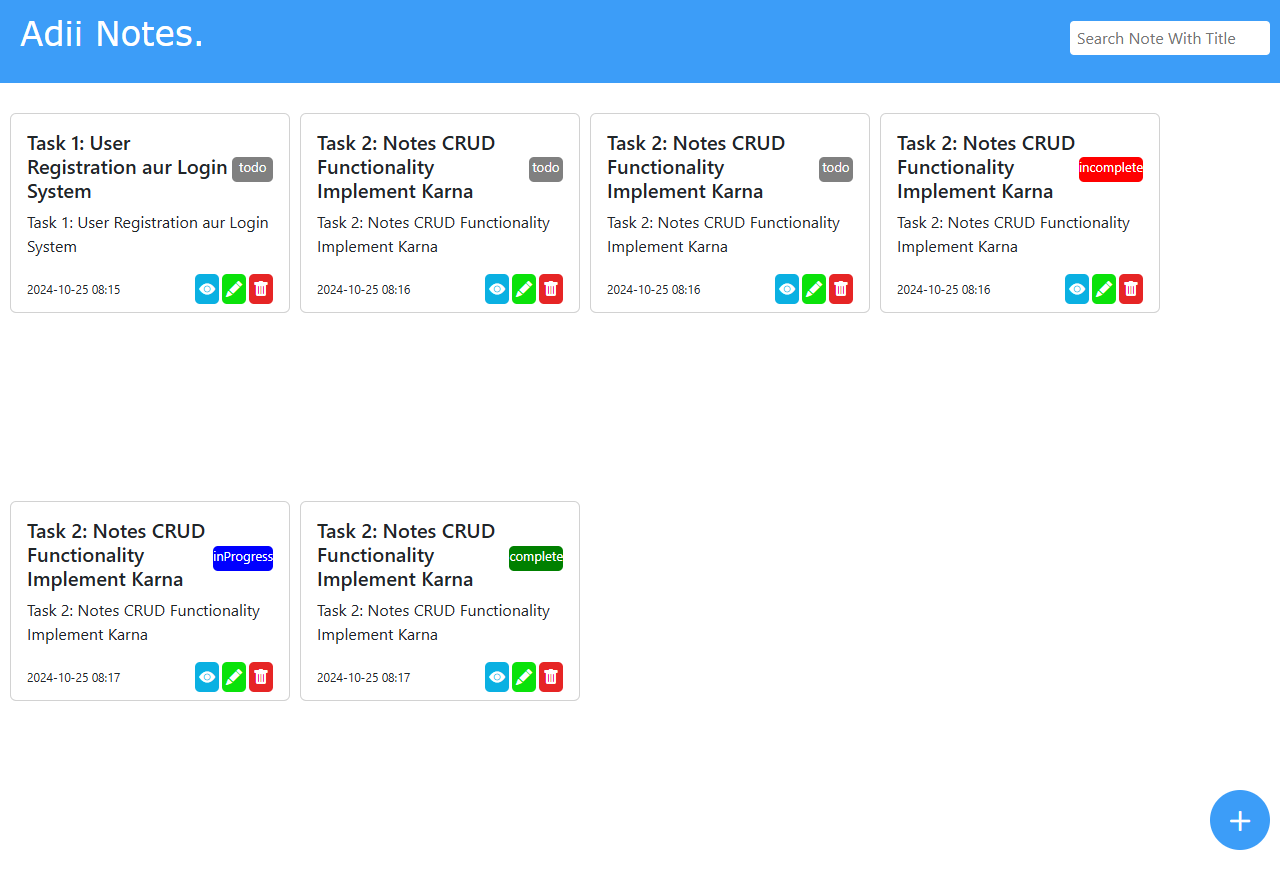 Adii Notes.
Search Note With Title
Task 1: User
Registration aur Login
System
todo
Task 1: User Registration aur Login
System
2024-10-25 08:15
Task 2: Notes CRUD
Functionality
Implement Karna
todo
Task 2: Notes CRUD Functionality
Implement Karna
2024-10-25 08:16
Task 2: Notes CRUD
Functionality
Implement Karna
todo
Task 2: Notes CRUD Functionality
Implement Karna
2024-10-25 08:16
Task 2: Notes CRUD
Functionality
Implement Karna
incomplete
Task 2: Notes CRUD Functionality
Implement Karna
2024-10-25 08:16
Task 2: Notes CRUD
Functionality
Implement Karna
inProgress
Task 2: Notes CRUD Functionality
Implement Karna
2024-10-25 08:17
Task 2: Notes CRUD
Functionality
Implement Karna
complete
Task 2: Notes CRUD Functionality
Implement Karna
2024-10-25 08:17